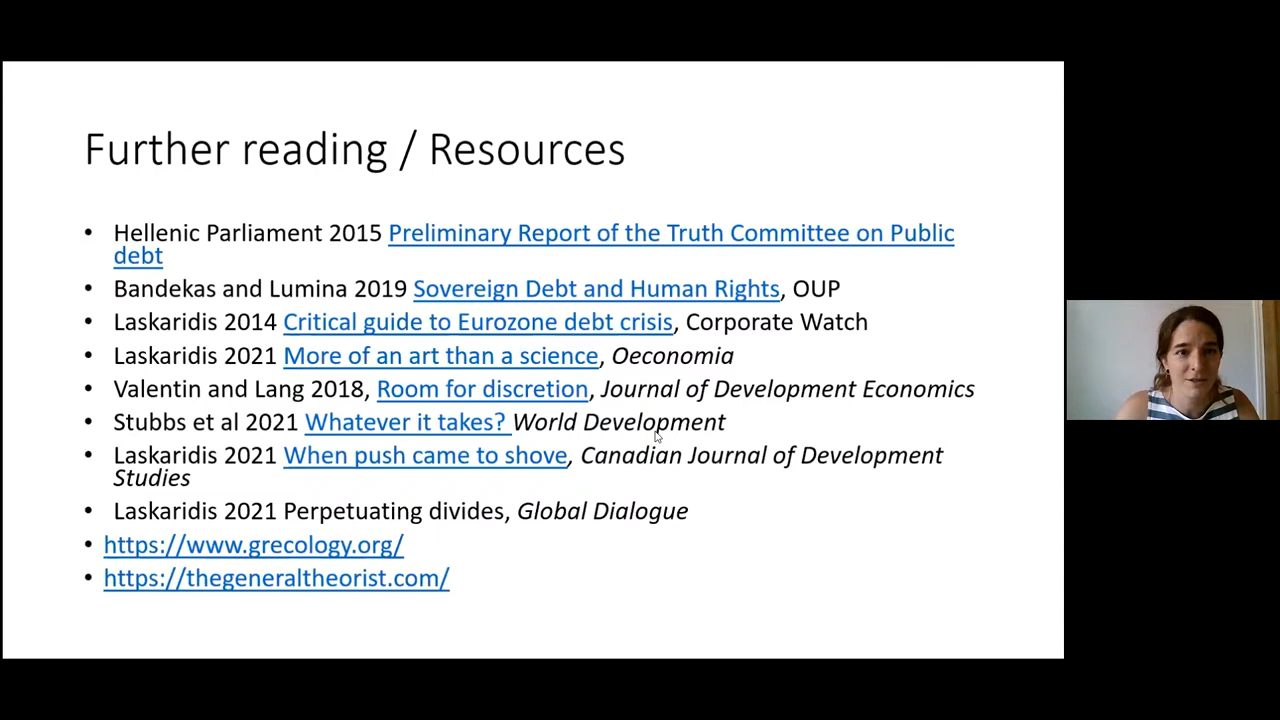 Further reading / Resources
• Hellenic Parliament 2015 Preliminary Report of the Truth Committee on Public
debt
• Bandekas and Lumina 2019 Sovereign Debt and Human Rights, OUP
• Laskaridis 2014 Critical guide to Eurozone debt crisis, Corporate Watch
• Laskaridis 2021 More of an art than a science, Oeconomia
• Valentin and Lang 2018, Room for discretion, Journal of Development Economics
• Stubbs et al 2021 Whatever it takes? World Development
• Laskaridis 2021 When push came to shove, Canadian Journal of Development
Studies
• Laskaridis 2021 Perpetuating divides, Global Dialogue
• https://www.grecology.org/
• https://thegeneraltheorist.com/